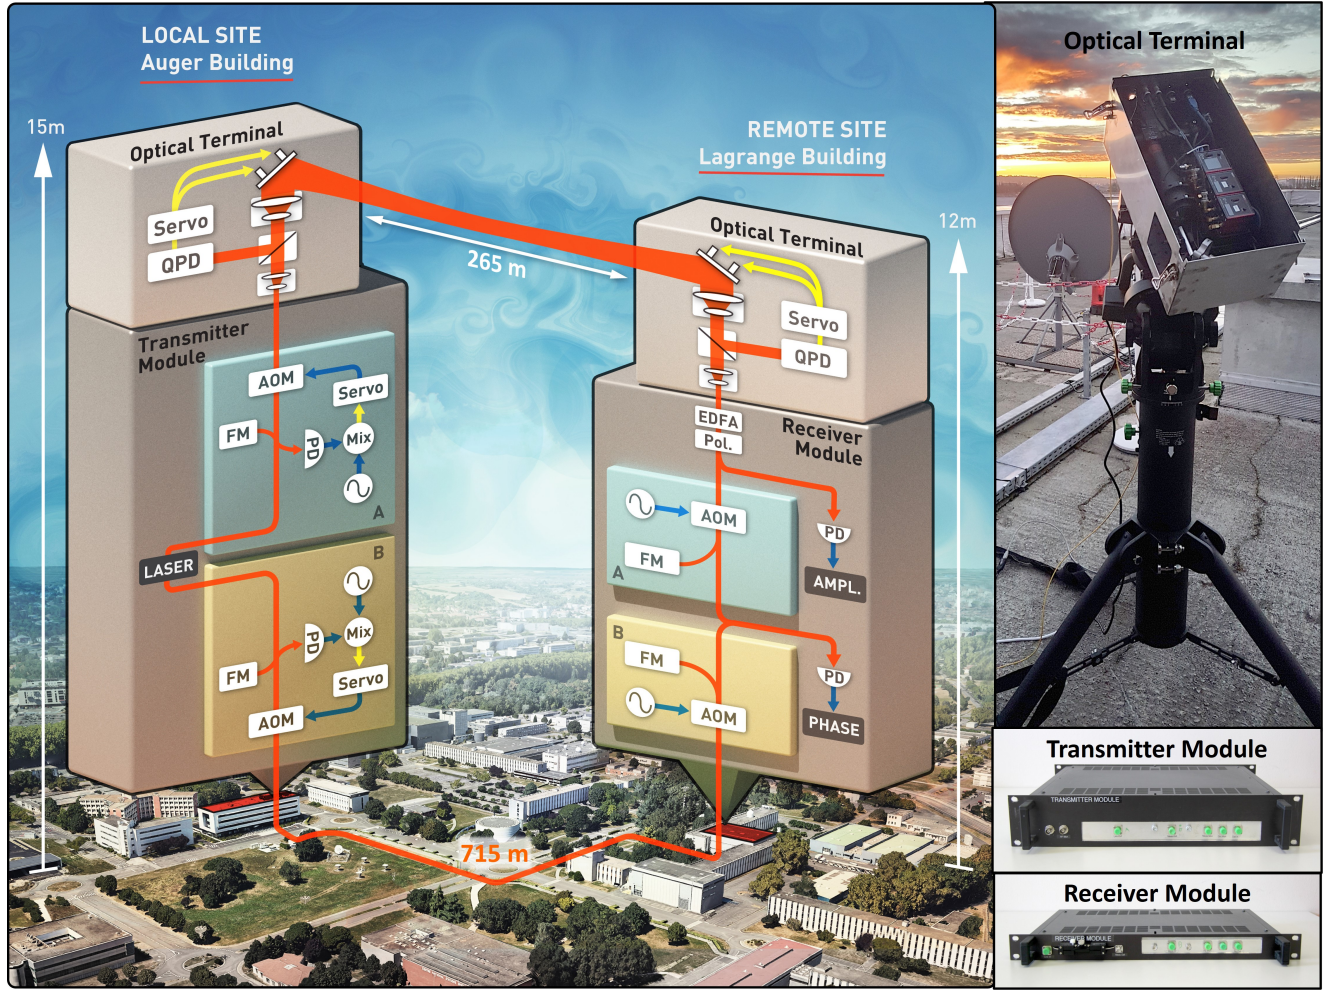 LOCAL SITE
Auger Building
15m
Optical Terminal
Servo
QPD
265 m
REMOTE SITE
Lagrange Building
12m
Optical Terminal
Servo
QPD
Transmitter
Module
AOM
Servo
FM
PD
Mix
A
LASER
B
PD
Mix
FM
Servo
AOM
EDFA
Pol.
Receiver
Module
AOM
FM
A
PD
AMPL.
B
FM
AOM
PD
PHASE
715 m
Optical Terminal
Transmitter Module
TRANSMITTER MODULE
Receiver Module
RECEIVER MODULE